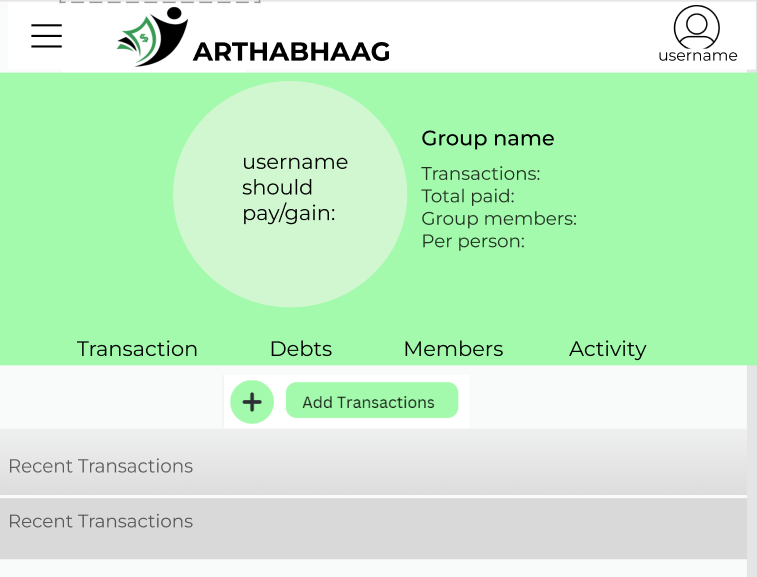 ARTHABHAAG
username
username
should
pay/gain:
Group name
Transactions:
Total paid:
Group members:
Per person:
Transaction Debts Members Activity
+ Add Transactions
Recent Transactions
Recent Transactions